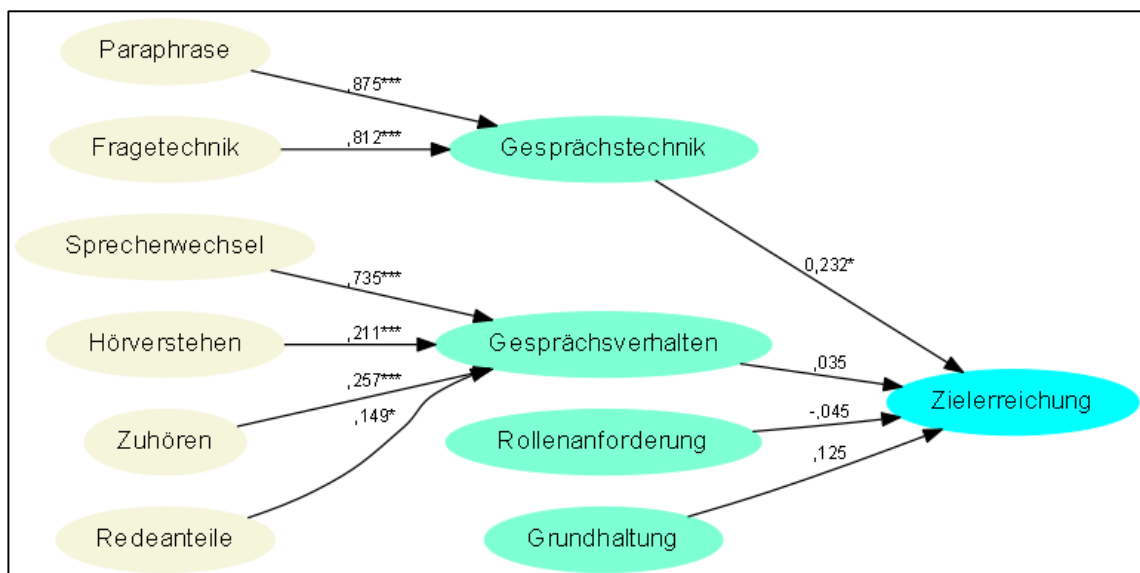 Paraphrase
,875***
Fragetechnik
,812***
Gesprächstechnik
Sprecherwechsel
0,232*
,735***
Hörverstehen
,211***
Gesprächsverhalten
,035
,257***
Zielerreichung
-,045
,149*
Zuhören
Rollenanforderung
,125
Redeanteile
Grundhaltung